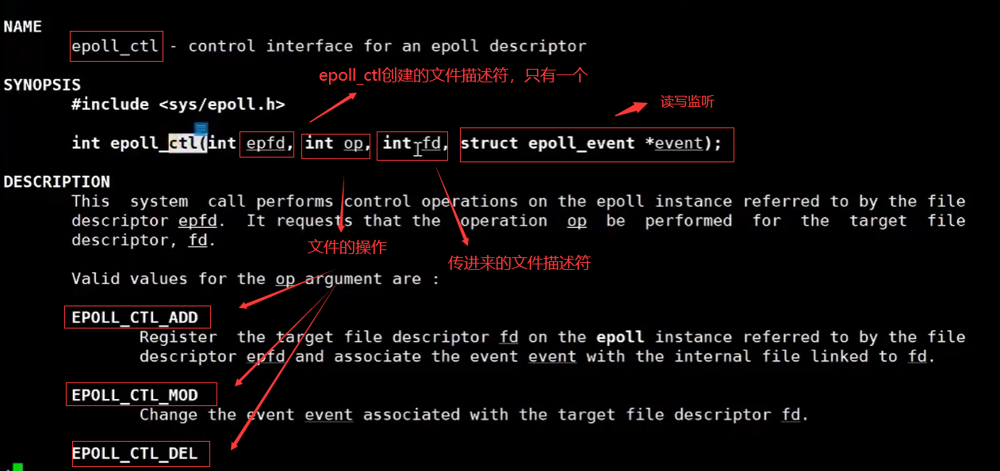 NAME
epoll_ctl - control interface for an epoll descriptor
epoll_ctl创建的文件描述符，只有一个
SYNOPSIS
#include <sys/epoll.h>
读写监听
int epoll_ctl(int epfd, int op, int fd, struct epoll_event *event);
DESCRIPTION
This system call performs control operations on the epoll instance referred to by the file
descriptor epfd. It requests that the operation op be performed for the target file
descriptor, fd.
文件的操作
传进来的文件描述符
Valid values for the op argument are :
EPOLL_CTL_ADD
Register the target file descriptor fd on the epoll instance referred to by the file
descriptor epfd and associate the event event with the internal file linked to fd.
EPOLL_CTL_MOD
Change the event event associated with the target file descriptor fd.
EPOLL_CTL_DEL